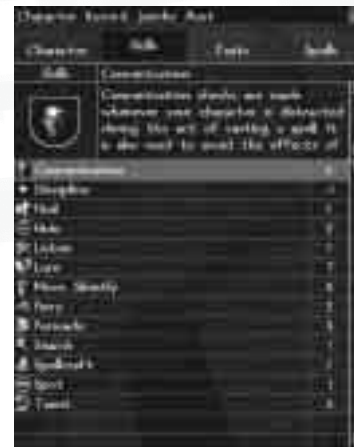 Character Record:
Character Skills Feats Spells
Skills Concentration
Concentration checks are made
whenever your character is distracted
during the act of casting a spell. It
is also used to avoid the effects of
Concentration
Discipline
Heal
Hide
Listen
Lore
Move Silently
Parry
Persuade
Search
Spellcraft
Spot
Taunt